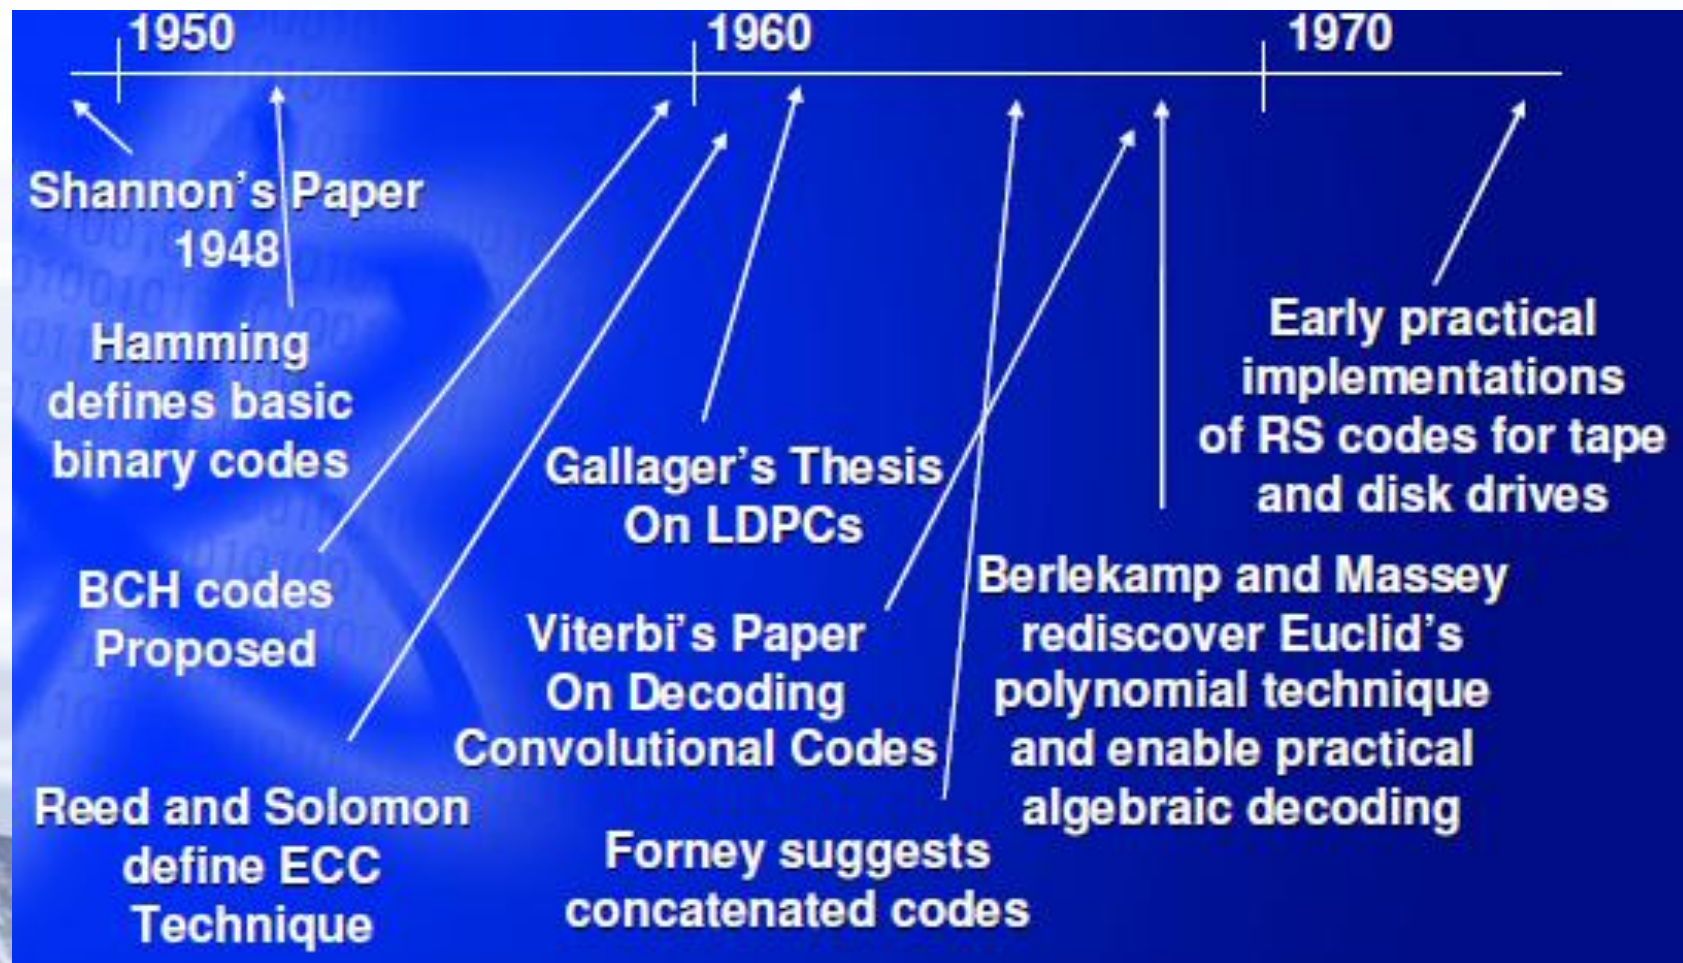 1950
1960
1970
Shannon's Paper
1948
Hamming
defines basic
binary codes
BCH codes
Proposed
Reed and Solomon
define ECC
Technique
Gallager's Thesis
On LDPCs
Viterbi's Paper
On Decoding
Convolutional Codes
Forney suggests
concatenated codes
Berlekamp and Massey
rediscover Euclid's
polynomial technique
and enable practical
algebraic decoding
Early practical
implementations
of RS codes for tape
and disk drives